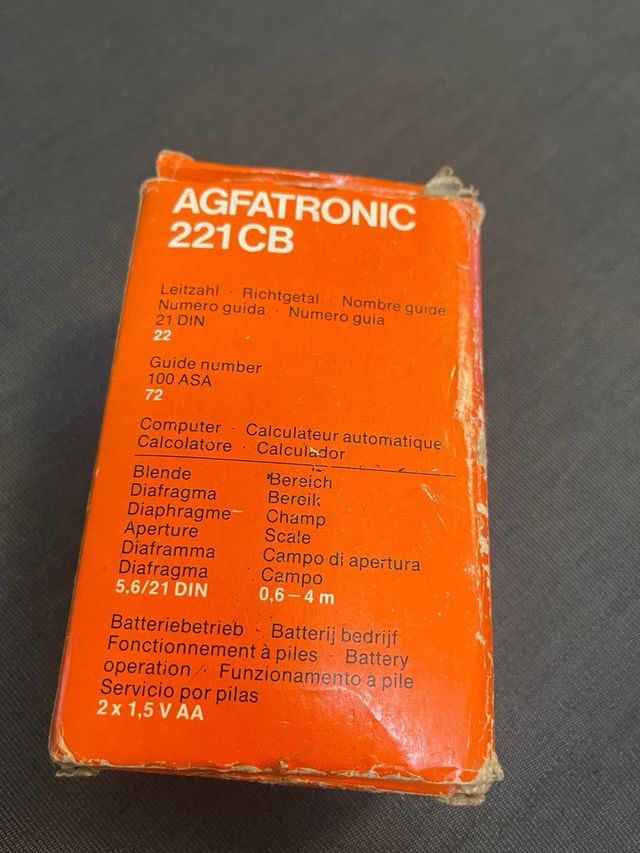 AGFATRONIC
221 CB
Leitzahl · Richtgetal · Nombre guide
Numero guida · Numero guia
21 DIN
22
Guide number
100 ASA
72
Computer · Calculateur automatique
Calcolatore · Calculador
Blende Bereich
Diafragma Bereik
Diaphragme Champ
Aperture Scale
Diaframma Campo di apertura
Diafragma Campo
5,6/21 DIN 0,6–4 m
Batteriebetrieb · Batterij bedrijf
Fonctionnement à piles · Battery
operation · Funzionamento a pile
Servicio por pilas
2 x 1,5 V AA